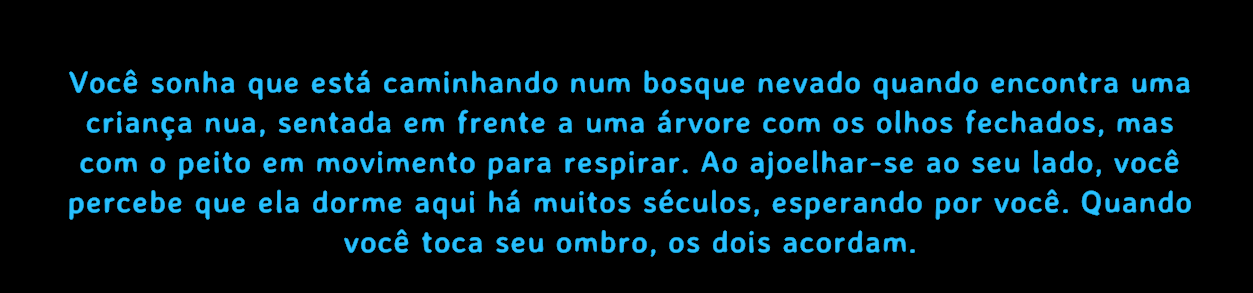 Você sonha que está caminhando num bosque nevado quando encontra uma
criança nua, sentada em frente a uma árvore com os olhos fechados, mas
com o peito em movimento para respirar. Ao ajoelhar-se ao seu lado, você
percebe que ela dorme aqui há muitos séculos, esperando por você. Quando
você toca seu ombro, os dois acordam.